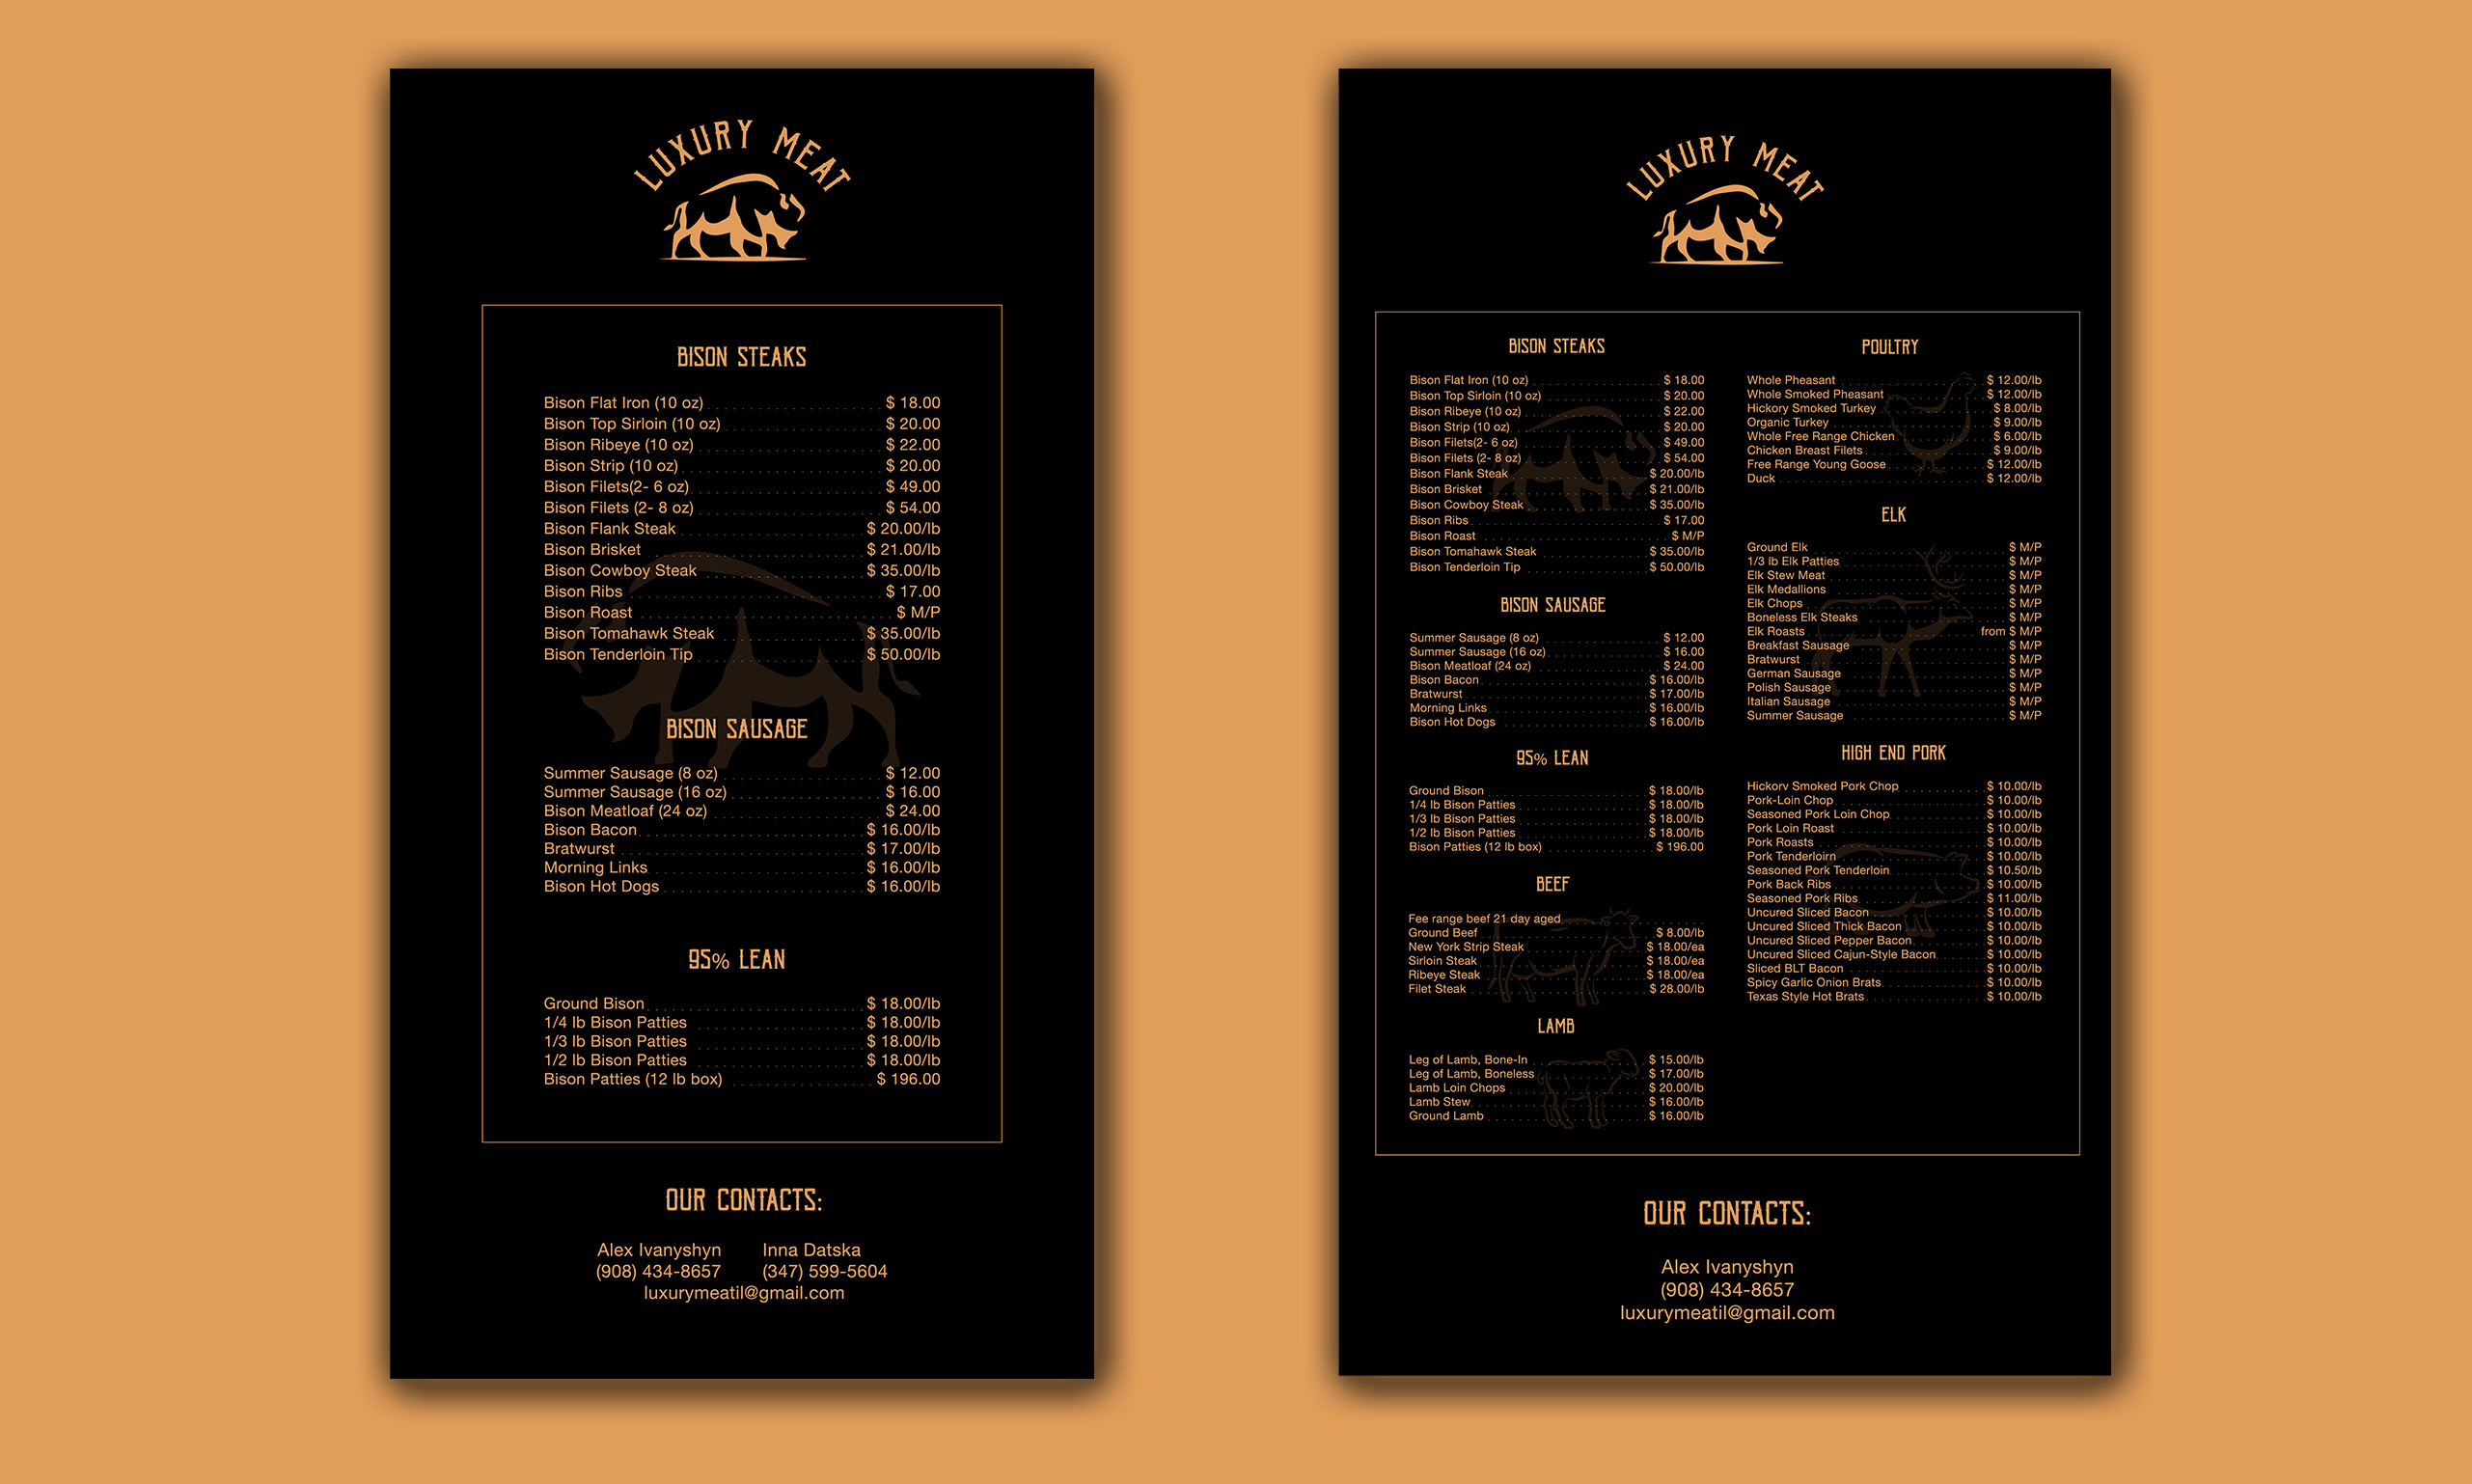 LUXURY MEAT
BISON STEAKS
Bison Flat Iron (10 oz) $ 18.00
Bison Top Sirloin (10 oz) $ 20.00
Bison Ribeye (10 oz) $ 22.00
Bison Strip (10 oz) $ 20.00
Bison Filets(2- 6 oz) $ 49.00
Bison Filets (2- 8 oz) $ 54.00
Bison Flank Steak $ 20.00/lb
Bison Brisket $ 21.00/lb
Bison Cowboy Steak $ 35.00/lb
Bison Ribs $ 17.00
Bison Roast $ M/P
Bison Tomahawk Steak $ 35.00/lb
Bison Tenderloin Tip $ 50.00/lb
BISON SAUSAGE
Summer Sausage (8 oz) $ 12.00
Summer Sausage (16 oz) $ 16.00
Bison Meatloaf (24 oz) $ 24.00
Bison Bacon $ 16.00/lb
Bratwurst $ 17.00/lb
Morning Links $ 16.00/lb
Bison Hot Dogs $ 16.00/lb
95% LEAN
Ground Bison $ 18.00/lb
1/4 lb Bison Patties $ 18.00/lb
1/3 lb Bison Patties $ 18.00/lb
1/2 lb Bison Patties $ 18.00/lb
Bison Patties (12 lb box) $ 196.00
OUR CONTACTS:
Alex Ivanyshyn Inna Datska
(908) 434-8657 (347) 599-5604
luxurymeatil@gmail.com
LUXURY MEAT
BISON STEAKS
Bison Flat Iron (10 oz) $ 18.00
Bison Top Sirloin (10 oz) $ 20.00
Bison Ribeye (10 oz) $ 22.00
Bison Strip (10 oz) $ 20.00
Bison Filets(2- 6 oz) $ 49.00
Bison Filets (2- 8 oz) $ 54.00
Bison Flank Steak $ 20.00/lb
Bison Brisket $ 21.00/lb
Bison Cowboy Steak $ 35.00/lb
Bison Ribs $ 17.00
Bison Roast $ M/P
Bison Tomahawk Steak $ 35.00/lb
Bison Tenderloin Tip $ 50.00/lb
BISON SAUSAGE
Summer Sausage (8 oz) $ 12.00
Summer Sausage (16 oz) $ 16.00
Bison Meatloaf (24 oz) $ 24.00
Bison Bacon $ 16.00/lb
Bratwurst $ 17.00/lb
Morning Links $ 16.00/lb
Bison Hot Dogs $ 16.00/lb
95% LEAN
Ground Bison $ 18.00/lb
1/4 lb Bison Patties $ 18.00/lb
1/3 lb Bison Patties $ 18.00/lb
1/2 lb Bison Patties $ 18.00/lb
Bison Patties (12 lb box) $ 196.00
BEEF
Fee range beef 21 day aged
Ground Beef $ 8.00/lb
New York Strip Steak $ 18.00/ea
Sirloin Steak $ 18.00/ea
Ribeye Steak $ 18.00/ea
Filet Steak $ 28.00/lb
LAMB
Leg of Lamb, Bone-In $ 15.00/lb
Leg of Lamb, Boneless $ 17.00/lb
Lamb Loin Chops $ 20.00/lb
Lamb Stew $ 16.00/lb
Ground Lamb $ 16.00/lb
POULTRY
Whole Pheasant $ 12.00/lb
Whole Smoked Pheasant $ 12.00/lb
Hickory Smoked Turkey $ 8.00/lb
Organic Turkey $ 9.00/lb
Whole Free Range Chicken $ 6.00/lb
Chicken Breast Filets $ 9.00/lb
Free Range Young Goose $ 12.00/lb
Duck $ 12.00/lb
ELK
Ground Elk $ M/P
1/3 lb Elk Patties $ M/P
Elk Stew Meat $ M/P
Elk Medallions $ M/P
Elk Chops $ M/P
Boneless Elk Steaks $ M/P
Elk Roasts from $ M/P
Breakfast Sausage $ M/P
Bratwurst $ M/P
German Sausage $ M/P
Polish Sausage $ M/P
Italian Sausage $ M/P
Summer Sausage $ M/P
HIGH END PORK
Hickory Smoked Pork Chop $ 10.00/lb
Pork-Loin Chop $ 10.00/lb
Seasoned Pork Loin Chop $ 10.00/lb
Pork Loin Roast $ 10.00/lb
Pork Roasts $ 10.00/lb
Pork Tenderloirn $ 10.00/lb
Seasoned Pork Tenderloin $ 10.50/lb
Pork Back Ribs $ 10.00/lb
Seasoned Pork Ribs $ 11.00/lb
Uncured Sliced Bacon $ 10.00/lb
Uncured Sliced Thick Bacon $ 10.00/lb
Uncured Sliced Pepper Bacon $ 10.00/lb
Uncured Sliced Cajun-Style Bacon $ 10.00/lb
Sliced BLT Bacon $ 10.00/lb
Spicy Garlic Onion Brats $ 10.00/lb
Texas Style Hot Brats $ 10.00/lb
OUR CONTACTS:
Alex Ivanyshyn
(908) 434-8657
luxurymeatil@gmail.com